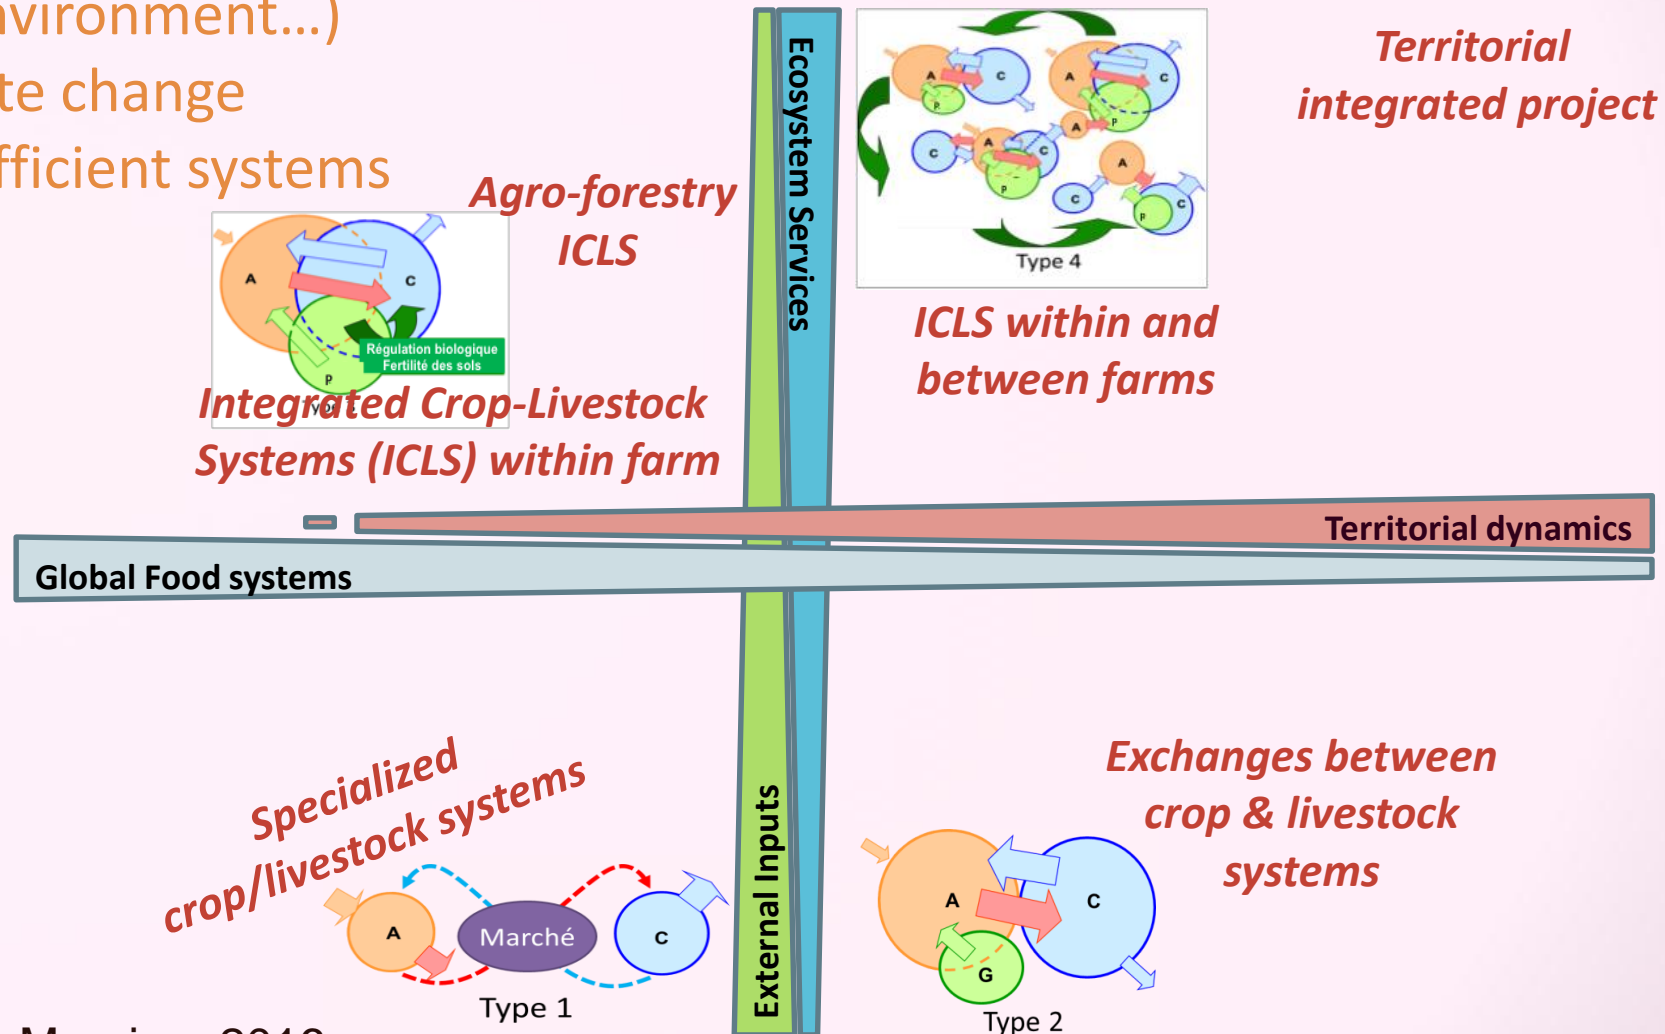 nvironment...)
te change
fficient systems
Agro-forestry
ICLS
A
C
P
Régulation biologique
Fertilité des sols
Integrated Crop-Livestock
Systems (ICLS) within farm
Ecosystem Services
A
C
P
A
C
P
A
C
A
C
P
A
C
C
P
Type 4
Territorial
integrated project
ICLS within and
between farms
Territorial dynamics
Global Food systems
Specialized
crop/livestock systems
A
Marché
C
Type 1
External Inputs
Exchanges between
crop & livestock
systems
A
C
G
Type 2